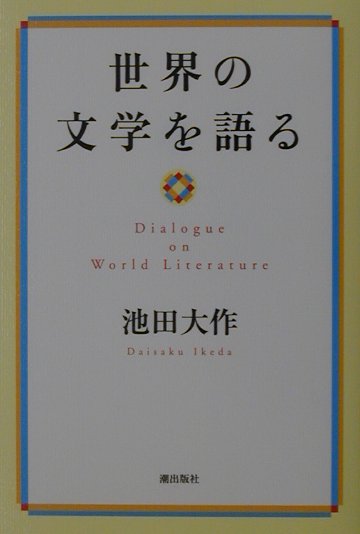 世界の
文学を語る
Dialogue
on
World Literature
池田大作
Daisaku Ikeda
潮出版社